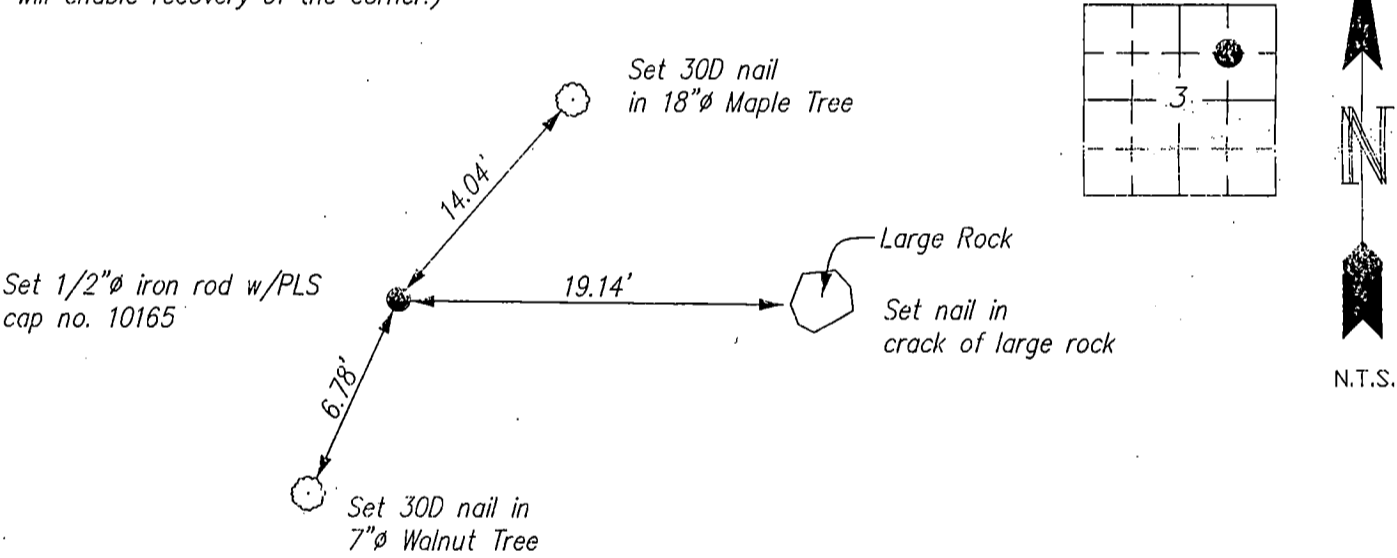 will enable recovery of the corner.)
Set 30D nail
in 18"ø Maple Tree
3
N
N.T.S.
14.04'
Large Rock
Set 1/2"ø iron rod w/PLS
cap no. 10165
19.14'
Set nail in
crack of large rock
6.78'
Set 30D nail in
7"ø Walnut Tree